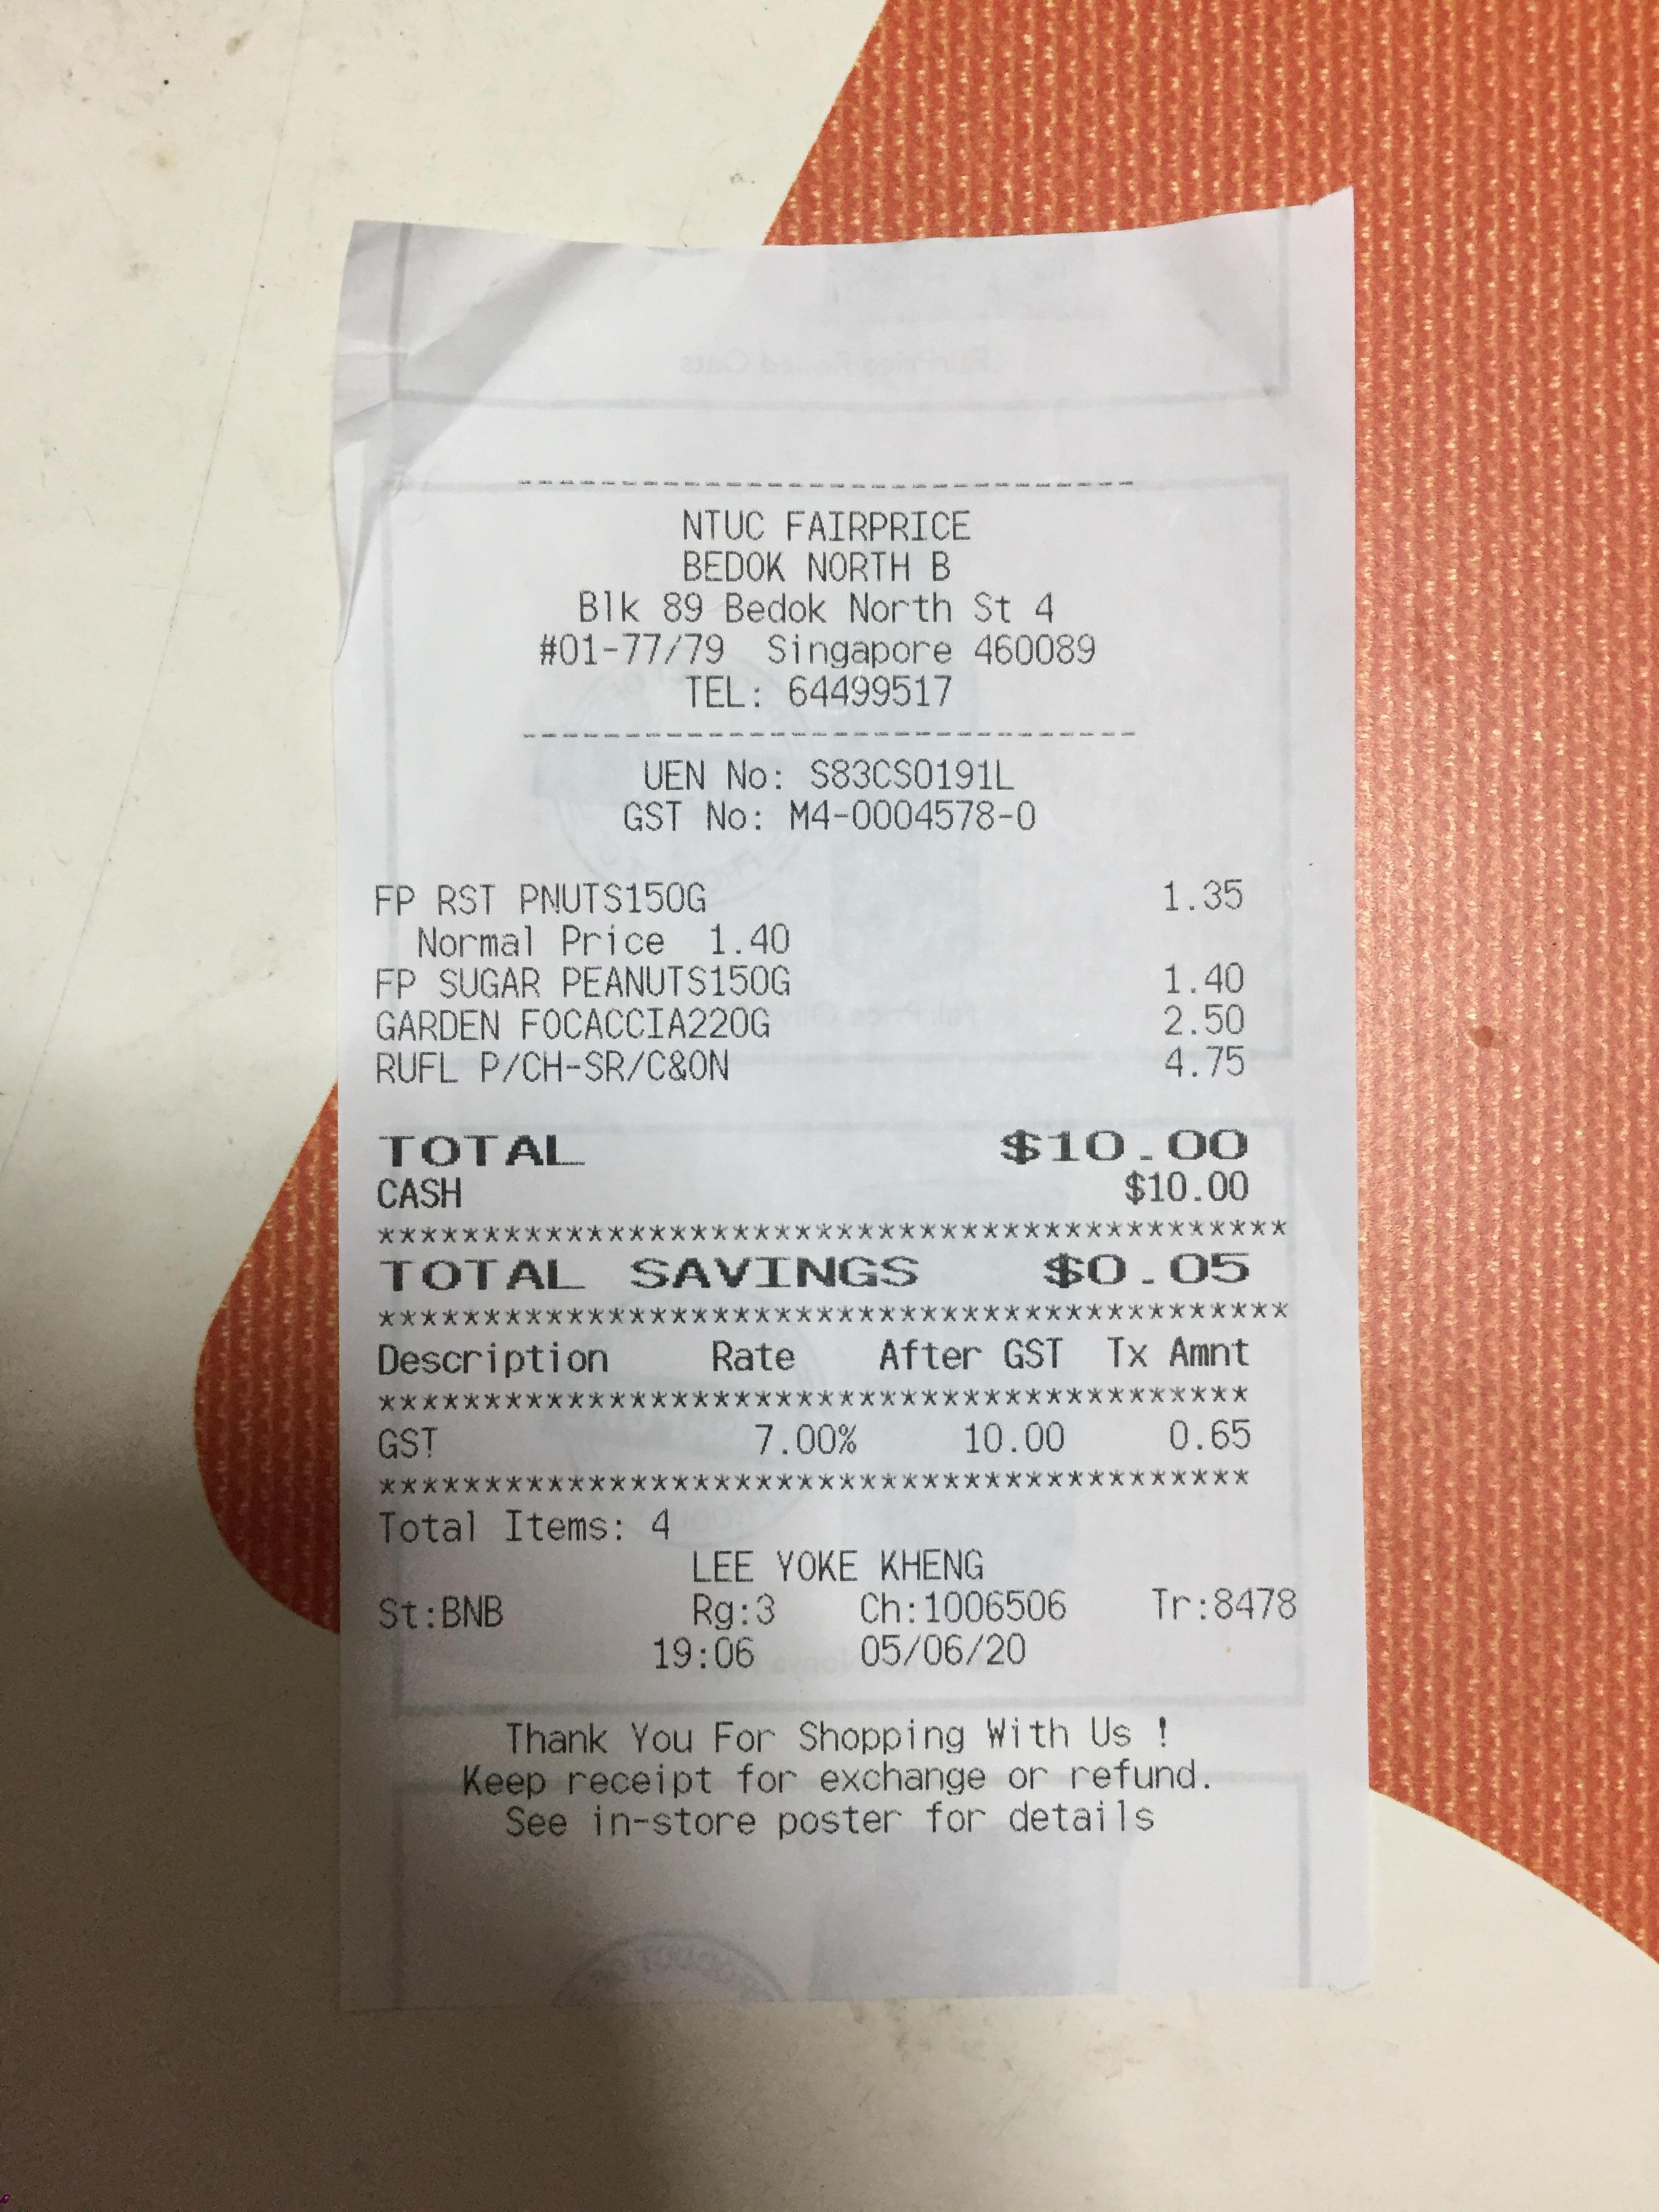 --------------------------------
NTUC FAIRPRICE
BEDOK NORTH B
Blk 89 Bedok North St 4
#01-77/79  Singapore 460089
TEL: 64499517
--------------------------------
UEN No: S83CS0191L
GST No: M4-0004578-0
FP RST PNUTS150G 1.35
Normal Price 1.40
FP SUGAR PEANUTS150G 1.40
GARDEN FOCACCIA220G 2.50
RUFL P/CH-SR/C&ON 4.75
TOTAL $10.00
CASH $10.00
********************************************
TOTAL SAVINGS $0.05
********************************************
Description Rate After GST Tx Amnt
******************************************
GST 7.00% 10.00 0.65
******************************************
Total Items: 4
LEE YOKE KHENG
St:BNB Rg:3 Ch:1006506 Tr:8478
19:06 05/06/20
Thank You For Shopping With Us !
Keep receipt for exchange or refund.
See in-store poster for details